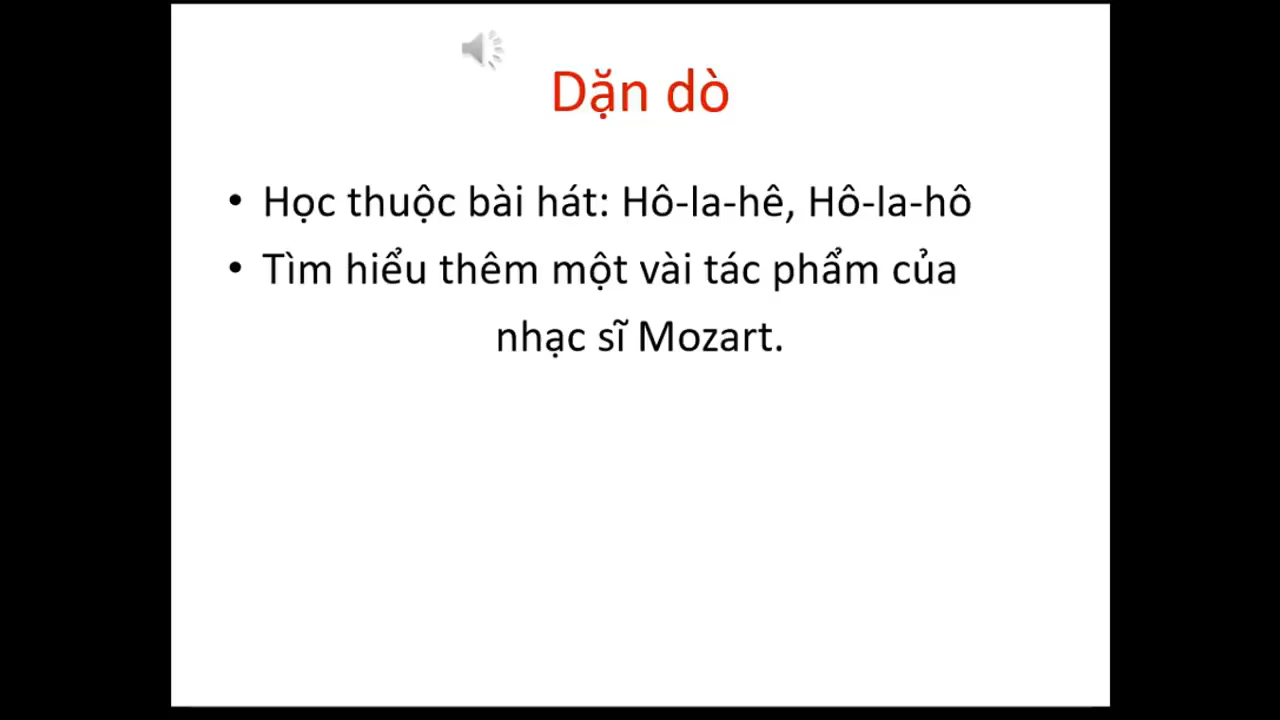 Dặn dò
• Học thuộc bài hát: Hô-la-hê, Hô-la-hô
• Tìm hiểu thêm một vài tác phẩm của
nhạc sĩ Mozart.